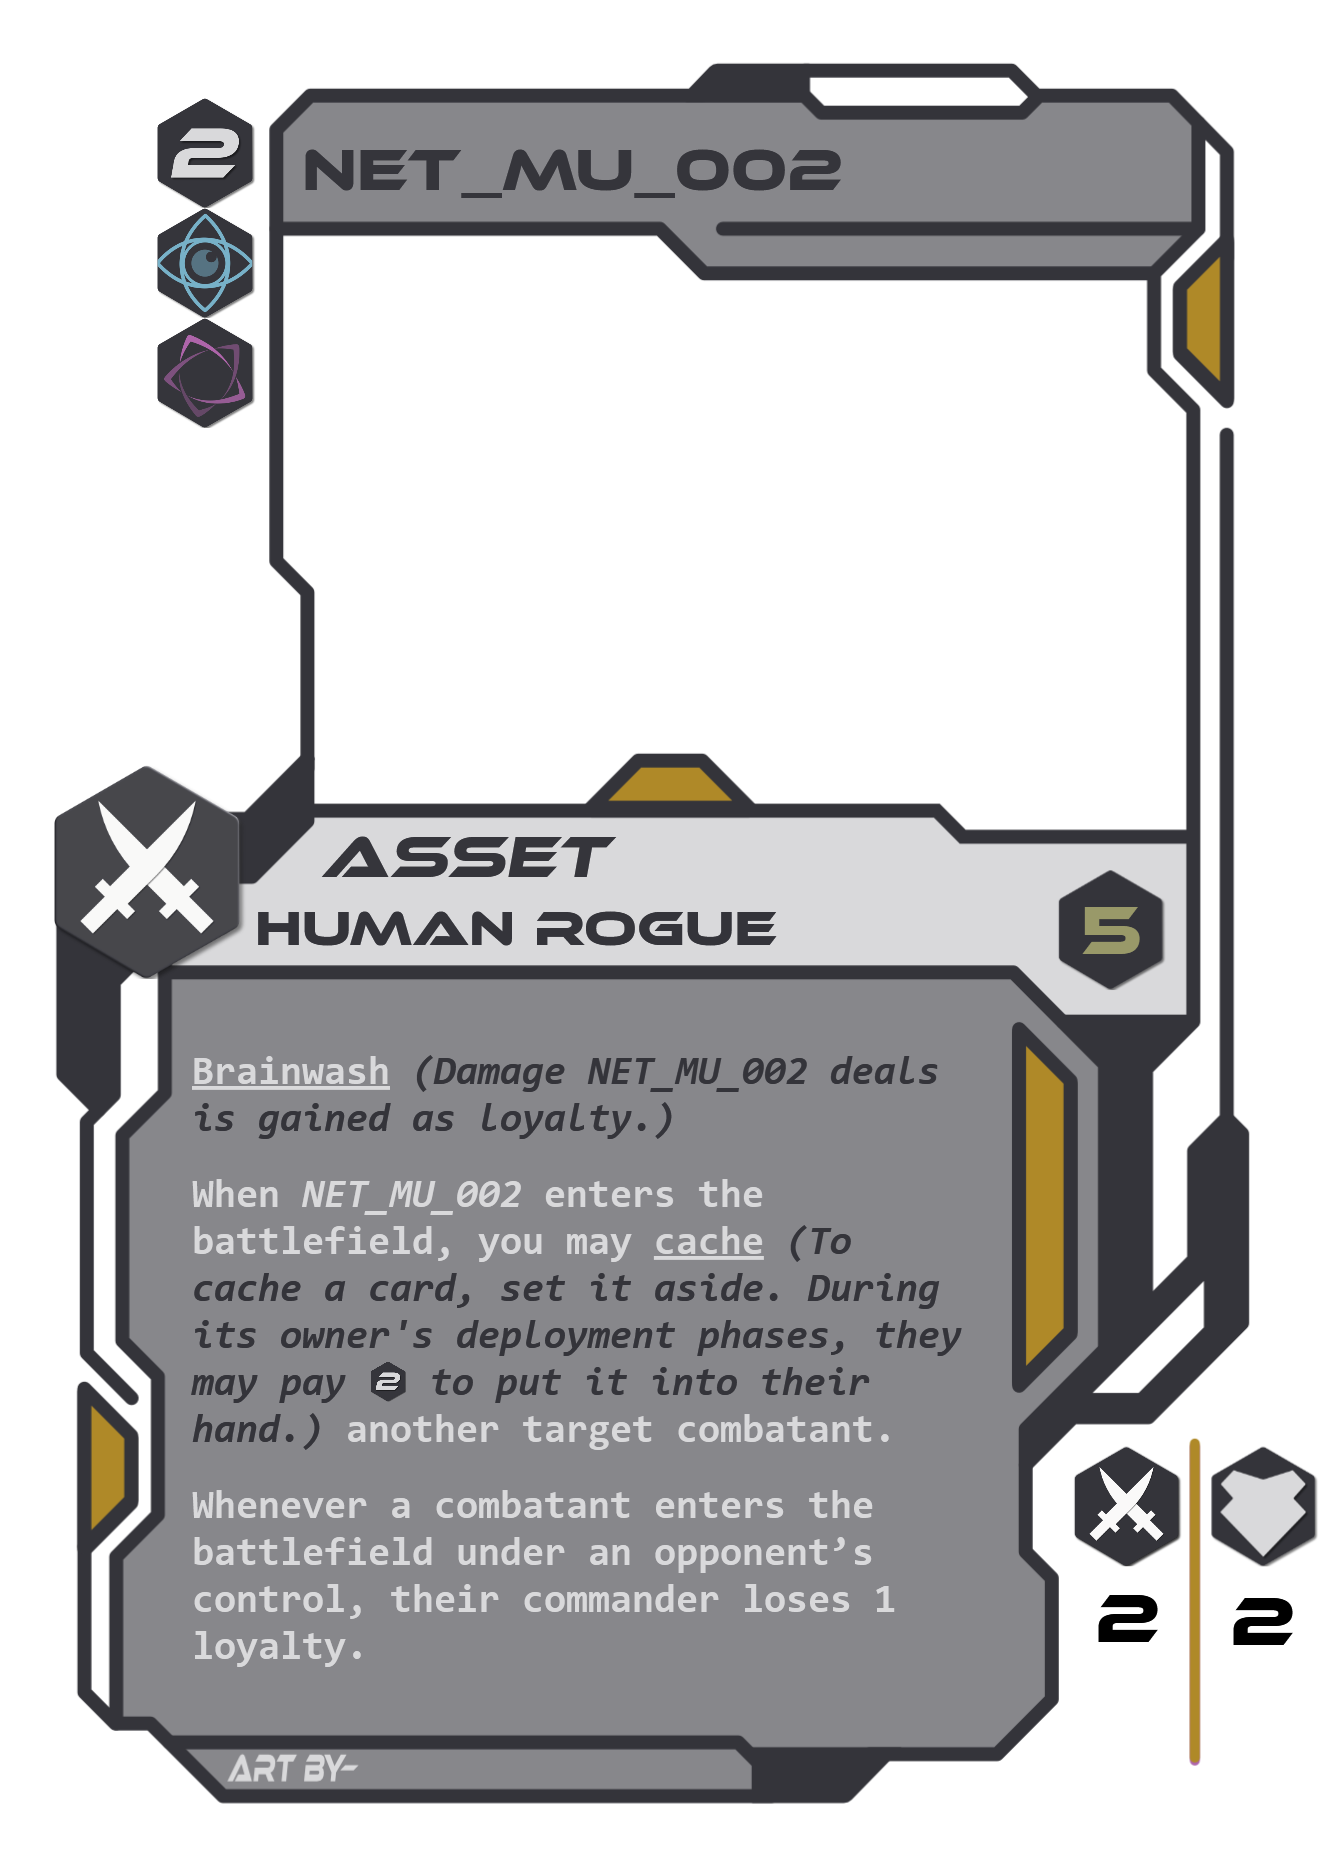 2
NET_MU_002
ASSET
HUMAN ROGUE
5
Brainwash (Damage NET_MU_002 deals
is gained as loyalty.)
When NET_MU_002 enters the
battlefield, you may cache (To
cache a card, set it aside. During
its owner's deployment phases, they
may pay 2 to put it into their
hand.) another target combatant.
Whenever a combatant enters the
battlefield under an opponent’s
control, their commander loses 1
loyalty.
2
2
ART BY-